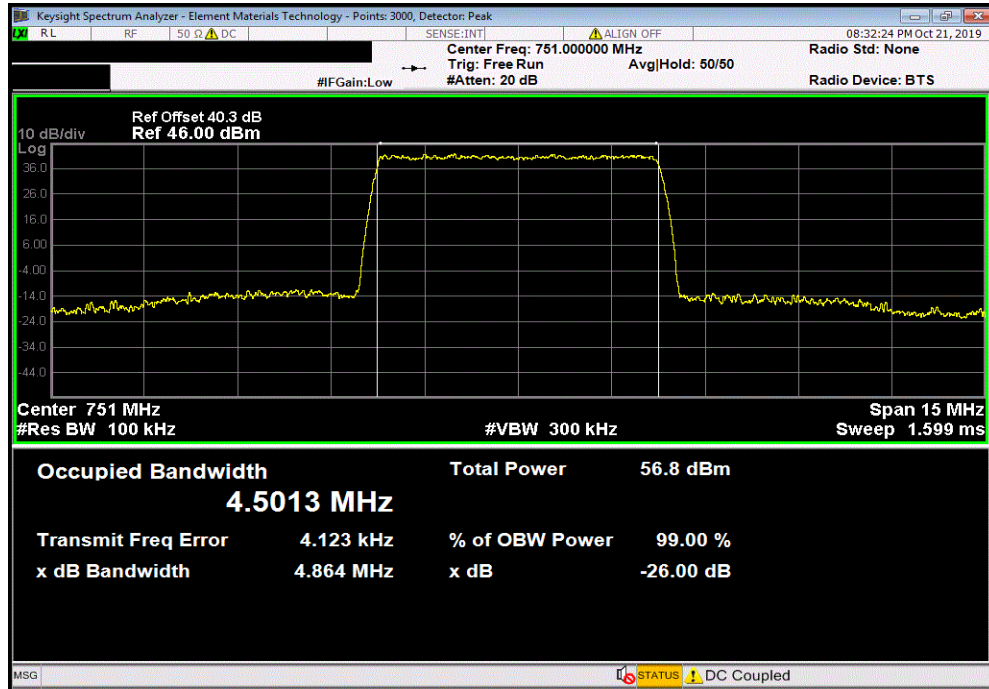 Keysight Spectrum Analyzer - Element Materials Technology - Points: 3000, Detector: Peak
LXI RL RF 50 Ω DC SENSE:INT ALIGN OFF 08:32:24 PM Oct 21, 2019
Center Freq: 751.000000 MHz Radio Std: None
Trig: Free Run Avg|Hold: 50/50
#IFGain:Low #Atten: 20 dB Radio Device: BTS
Ref Offset 40.3 dB
10 dB/div Ref 46.00 dBm
Log
36.0
26.0
16.0
6.00
-4.00
-14.0
-24.0
-34.0
-44.0
Center 751 MHz Span 15 MHz
#Res BW 100 kHz #VBW 300 kHz Sweep 1.599 ms
Occupied Bandwidth Total Power 56.8 dBm
4.5013 MHz
Transmit Freq Error 4.123 kHz % of OBW Power 99.00 %
x dB Bandwidth 4.864 MHz x dB -26.00 dB
MSG STATUS DC Coupled